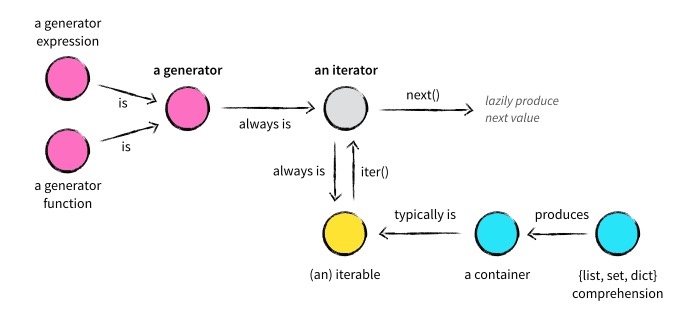 a generator
expression
is
a generator
is
a generator
function
always is
an iterator
next()
lazily produce
next value
always is
iter()
(an) iterable
typically is
a container
produces
{list, set, dict}
comprehension